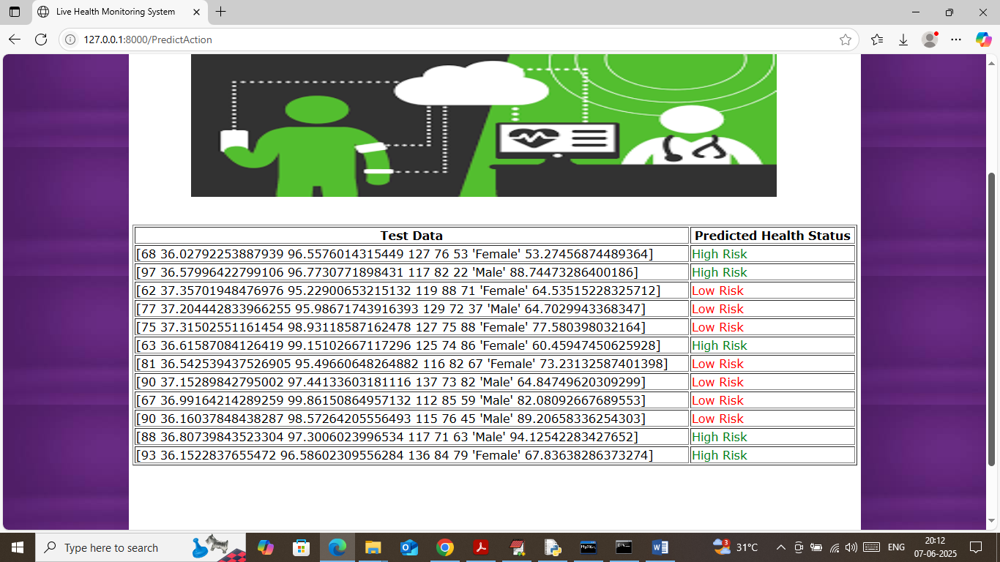 Live Health Monitoring System
127.0.0.1:8000/PredictAction
Test Data Predicted Health Status
[68 36.02792253887939 96.5576014315449 127 76 53 'Female' 53.27456874489364] High Risk
[97 36.57996422799106 96.7730771898431 117 82 22 'Male' 88.74473286400186] High Risk
[62 37.35701948476976 95.22900653215132 119 88 71 'Female' 64.53515228325712] Low Risk
[77 37.204442833966255 95.98671743916393 129 72 37 'Male' 64.7029943368347] Low Risk
[75 37.31502551161454 98.93118587162478 127 75 88 'Female' 77.580398032164] Low Risk
[63 36.61587084126419 99.15102667117296 125 74 86 'Female' 60.45947450625928] High Risk
[81 36.542539437526905 95.49660648264882 116 82 67 'Female' 73.23132587401398] Low Risk
[90 37.15289842795002 97.44133603181116 137 73 82 'Male' 64.84749620309299] Low Risk
[67 36.99164214289259 99.86150864957132 112 85 59 'Male' 82.08092667689553] Low Risk
[90 36.16037848438287 98.57264205556493 115 76 45 'Male' 89.20658336254303] Low Risk
[88 36.80739843523304 97.3006023996534 117 71 63 'Male' 94.12542283427652] High Risk
[93 36.1522837655472 96.58602309556284 136 84 79 'Female' 67.83638286373274] High Risk
Type here to search
3
31°C
ENG
20:12
07-06-2025